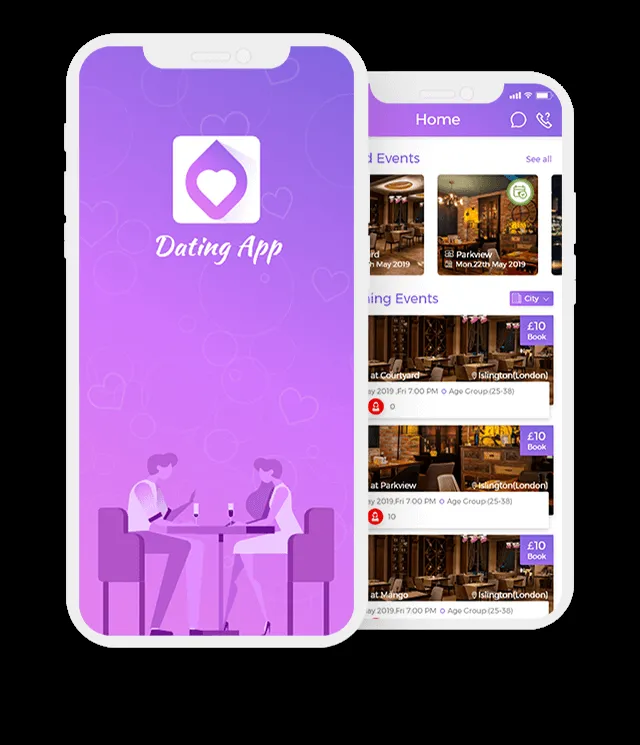 Dating App
Home
d Events
See all
rd
Parkview
h May 2019
Mon.22th May 2019
ning Events
City
£10
Book
at Courtyard
Islington(London)
ay 2019,Fri 7:00 PM
Age Group (25-38)
0
£10
Book
at Parkview
Islington(London)
ay 2019,Fri 7:00 PM
Age Group (25-38)
10
£10
Book
at Mango
Islington(London)
ay 2019,Fri 7:00 PM
Age Group (25-38)